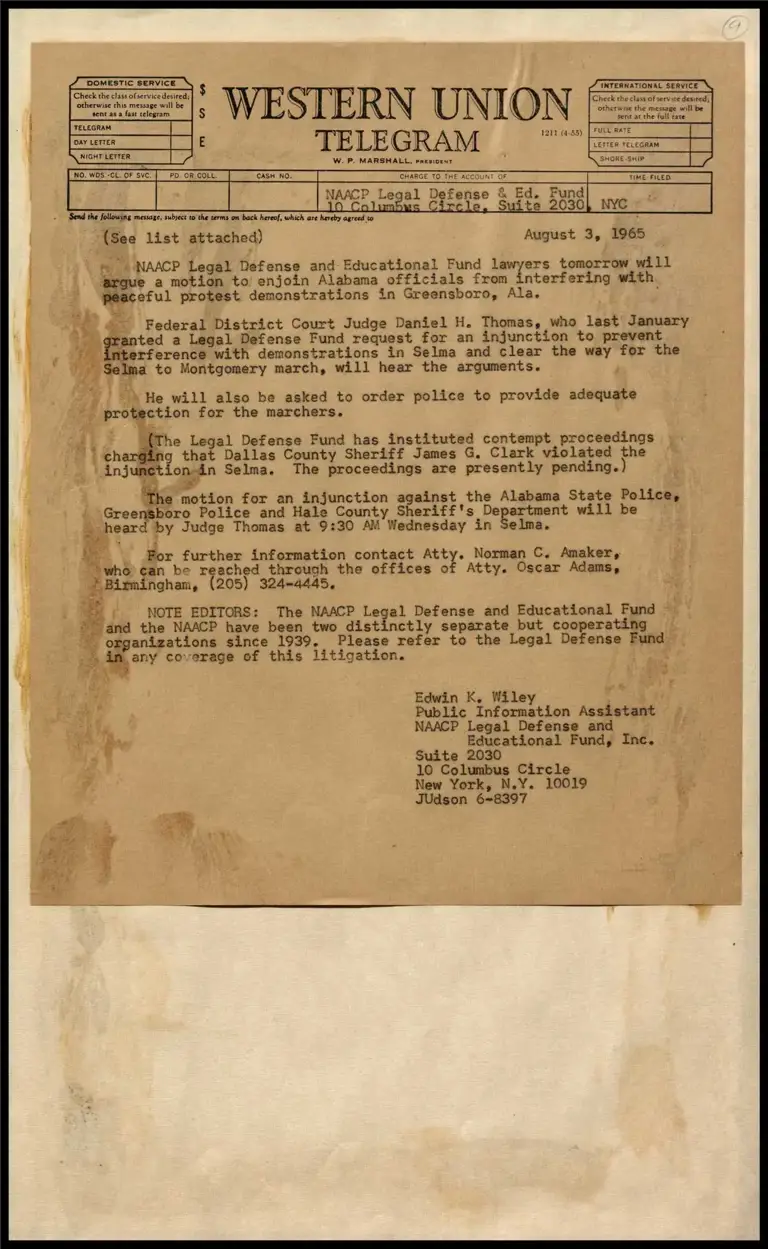 9
DOMESTIC SERVICE
Check the class of service desired;
otherwise this message will be
sent as a fast telegram
TELEGRAM
DAY LETTER
NIGHT LETTER
$
S
E
WESTERN UNION
TELEGRAM
1211 (4-55)
W. P. MARSHALL, PRESIDENT
INTERNATIONAL SERVICE
Check the class of service desired;
otherwise the message will be
sent at the full rate
FULL RATE
LETTER TELEGRAM
SHORE-SHIP
NO. WDS.-CL. OF SVC.
PD. OR COLL.
CASH NO.
CHARGE TO THE ACCOUNT OF
TIME FILED
NAACP Legal Defense & Ed. Fund
10 Columbus Circle, Suite 2030, NYC
Send the following message, subject to the terms on back hereof, which are hereby agreed to
(See list attached)
August 3, 1965
NAACP Legal Defense and Educational Fund lawyers tomorrow will
argue a motion to enjoin Alabama officials from interfering with
peaceful protest demonstrations in Greensboro, Ala.
Federal District Court Judge Daniel H. Thomas, who last January
granted a Legal Defense Fund request for an injunction to prevent
interference with demonstrations in Selma and clear the way for the
Selma to Montgomery march, will hear the arguments.
He will also be asked to order police to provide adequate
protection for the marchers.
(The Legal Defense Fund has instituted contempt proceedings
charging that Dallas County Sheriff James G. Clark violated the
injunction in Selma.  The proceedings are presently pending.)
The motion for an injunction against the Alabama State Police,
Greensboro Police and Hale County Sheriff's Department will be
heard by Judge Thomas at 9:30 AM Wednesday in Selma.
For further information contact Atty. Norman C. Amaker,
who can be reached through the offices of Atty. Oscar Adams,
Birmingham, (205) 324-4445.
NOTE EDITORS:  The NAACP Legal Defense and Educational Fund
and the NAACP have been two distinctly separate but cooperating
organizations since 1939.  Please refer to the Legal Defense Fund
in any coverage of this litigation.
Edwin K. Wiley
Public Information Assistant
NAACP Legal Defense and
Educational Fund, Inc.
Suite 2030
10 Columbus Circle
New York, N.Y. 10019
JUdson 6-8397